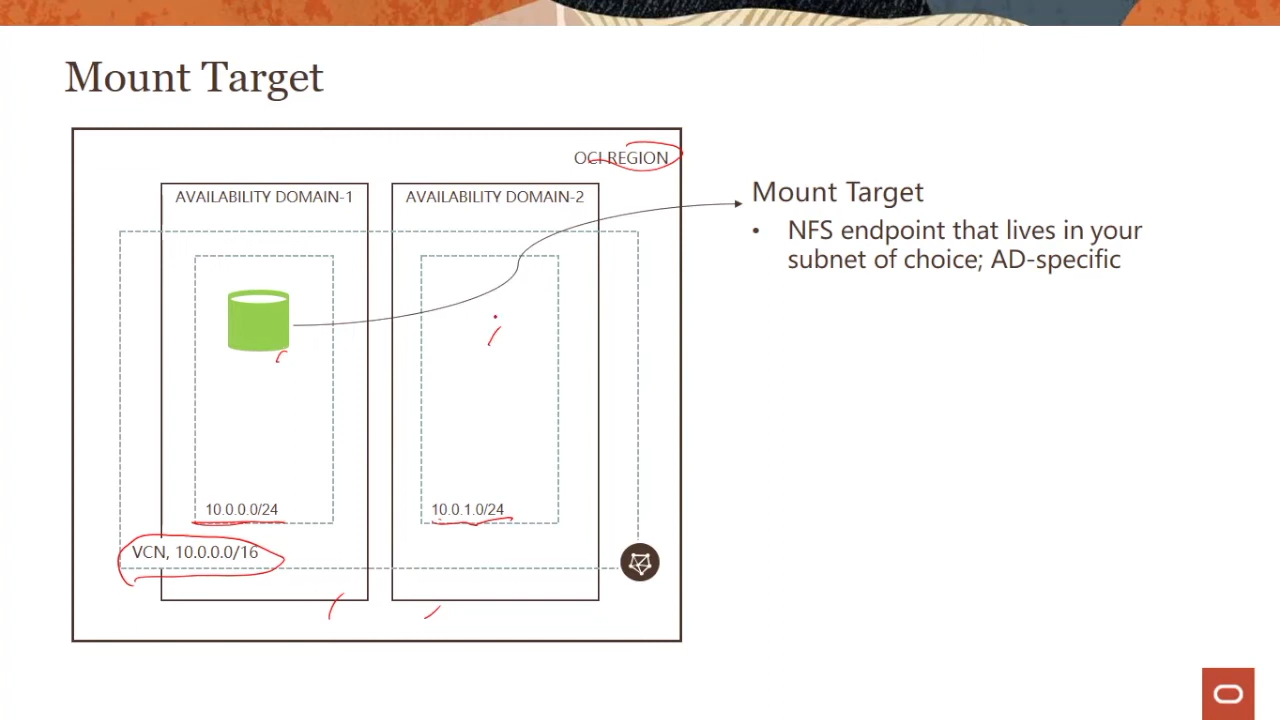 Mount Target
OCI REGION
AVAILABILITY DOMAIN-1
AVAILABILITY DOMAIN-2
10.0.0.0/24
10.0.1.0/24
VCN, 10.0.0.0/16
Mount Target
• NFS endpoint that lives in your
subnet of choice; AD-specific